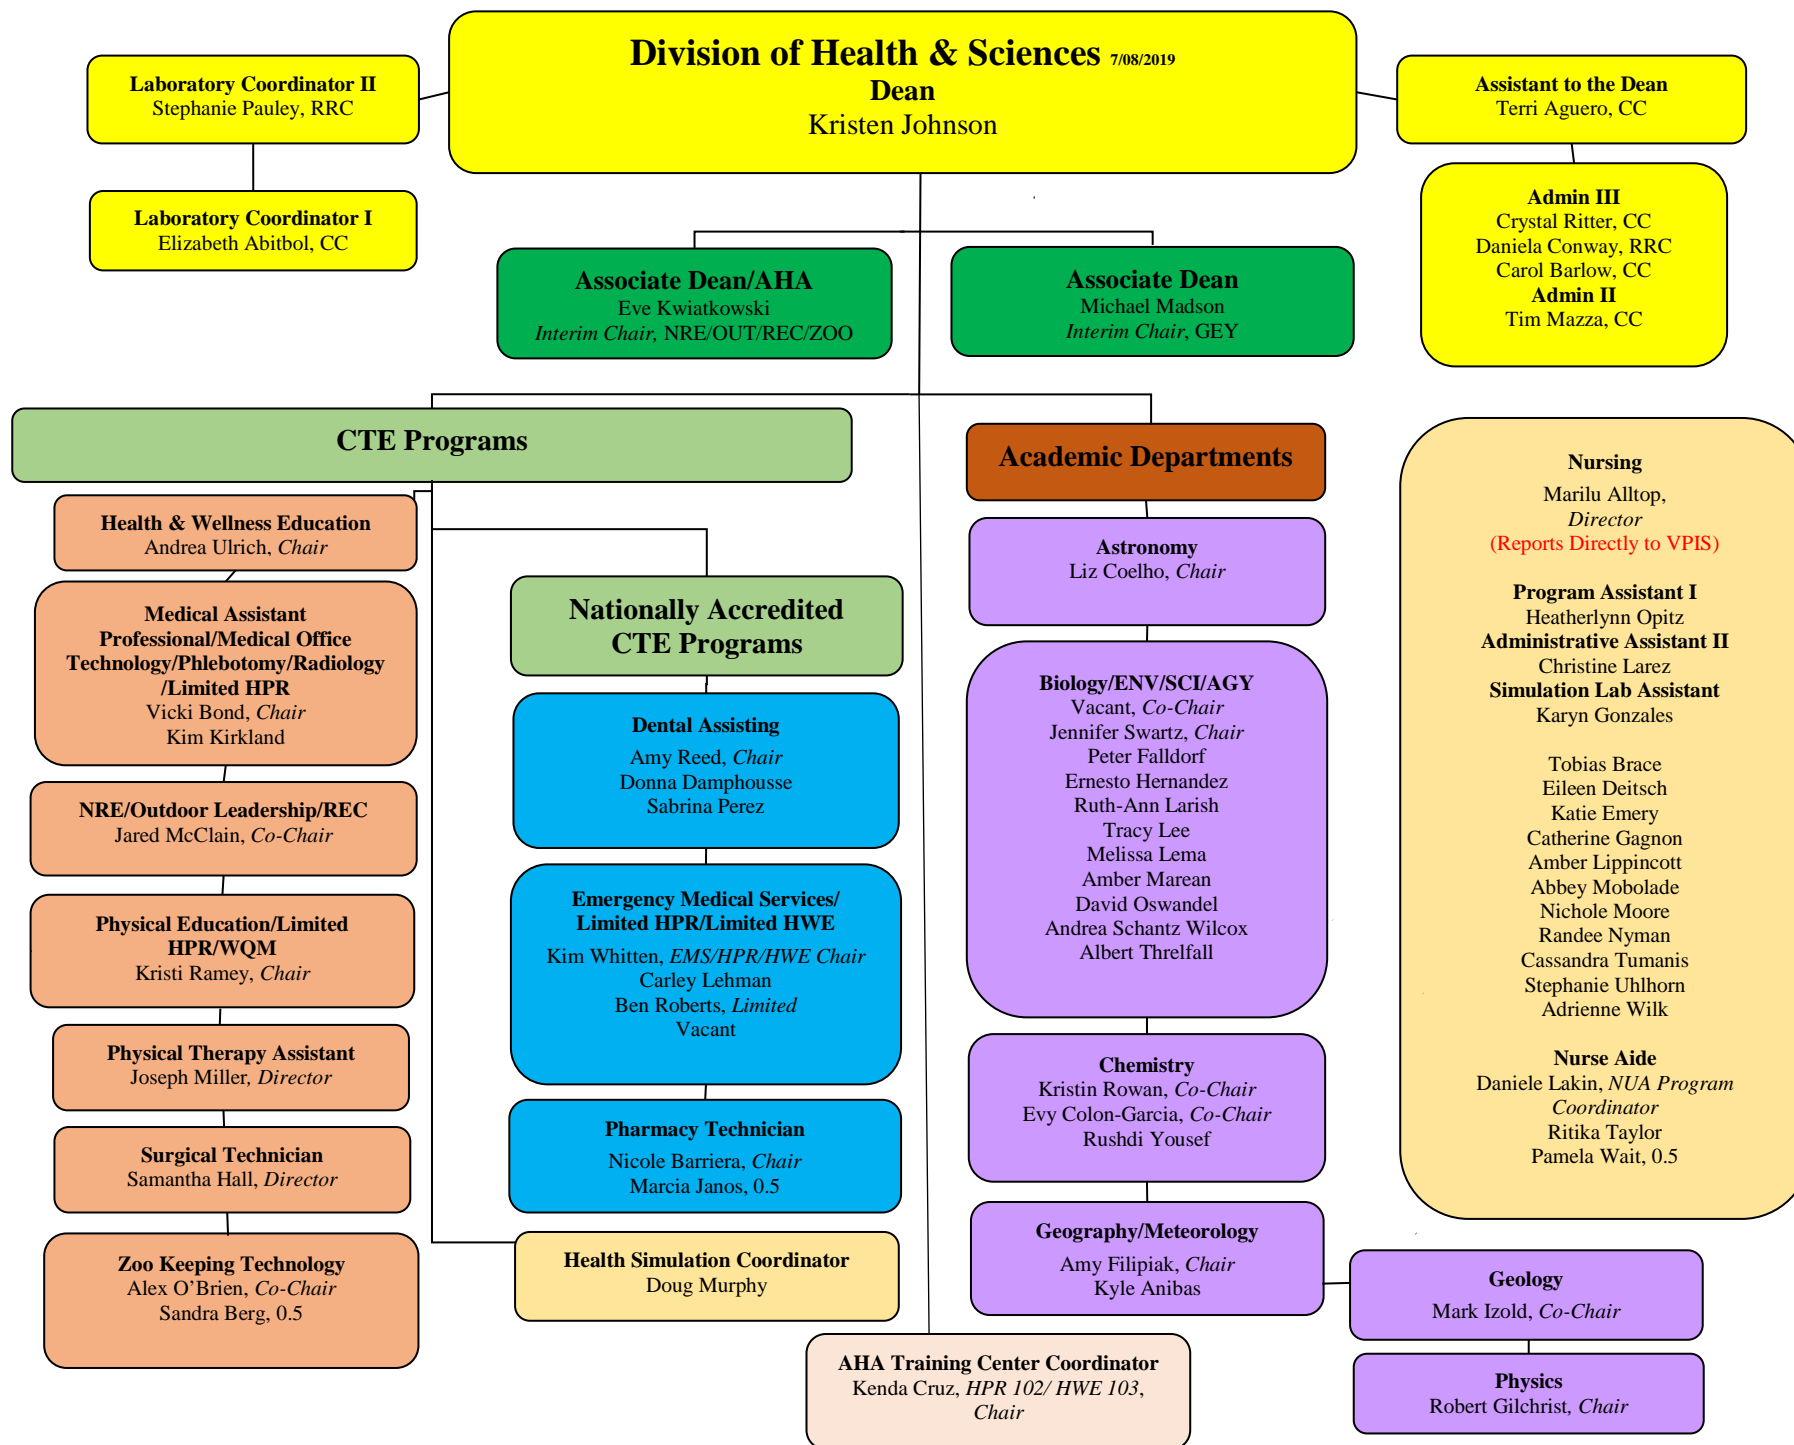 Division of Health & Sciences 7/08/2019
Dean
Kristen Johnson
Laboratory Coordinator II
Stephanie Pauley, RRC
Laboratory Coordinator I
Elizabeth Abitbol, CC
Assistant to the Dean
Terri Aguero, CC
Admin III
Crystal Ritter, CC
Daniela Conway, RRC
Carol Barlow, CC
Admin II
Tim Mazza, CC
Associate Dean/AHA
Eve Kwiatkowski
Interim Chair, NRE/OUT/REC/ZOO
Associate Dean
Michael Madson
Interim Chair, GEY
CTE Programs
Health & Wellness Education
Andrea Ulrich, Chair
Medical Assistant
Professional/Medical Office
Technology/Phlebotomy/Radiology
/Limited HPR
Vicki Bond, Chair
Kim Kirkland
NRE/Outdoor Leadership/REC
Jared McClain, Co-Chair
Physical Education/Limited
HPR/WQM
Kristi Ramey, Chair
Physical Therapy Assistant
Joseph Miller, Director
Surgical Technician
Samantha Hall, Director
Zoo Keeping Technology
Alex O’Brien, Co-Chair
Sandra Berg, 0.5
Nationally Accredited
CTE Programs
Dental Assisting
Amy Reed, Chair
Donna Damphousse
Sabrina Perez
Emergency Medical Services/
Limited HPR/Limited HWE
Kim Whitten, EMS/HPR/HWE Chair
Carley Lehman
Ben Roberts, Limited
Vacant
Pharmacy Technician
Nicole Barriera, Chair
Marcia Janos, 0.5
Health Simulation Coordinator
Doug Murphy
AHA Training Center Coordinator
Kenda Cruz, HPR 102/ HWE 103,
Chair
Academic Departments
Astronomy
Liz Coelho, Chair
Biology/ENV/SCI/AGY
Vacant, Co-Chair
Jennifer Swartz, Chair
Peter Falldorf
Ernesto Hernandez
Ruth-Ann Larish
Tracy Lee
Melissa Lema
Amber Marean
David Oswandel
Andrea Schantz Wilcox
Albert Threlfall
Chemistry
Kristin Rowan, Co-Chair
Evy Colon-Garcia, Co-Chair
Rushdi Yousef
Geography/Meteorology
Amy Filipiak, Chair
Kyle Anibas
Geology
Mark Izold, Co-Chair
Physics
Robert Gilchrist, Chair
Nursing
Marilu Alltop,
Director
(Reports Directly to VPIS)
Program Assistant I
Heatherlynn Opitz
Administrative Assistant II
Christine Larez
Simulation Lab Assistant
Karyn Gonzales
Tobias Brace
Eileen Deitsch
Katie Emery
Catherine Gagnon
Amber Lippincott
Abbey Mobolade
Nichole Moore
Randee Nyman
Cassandra Tumanis
Stephanie Uhlhorn
Adrienne Wilk
Nurse Aide
Daniele Lakin, NUA Program
Coordinator
Ritika Taylor
Pamela Wait, 0.5